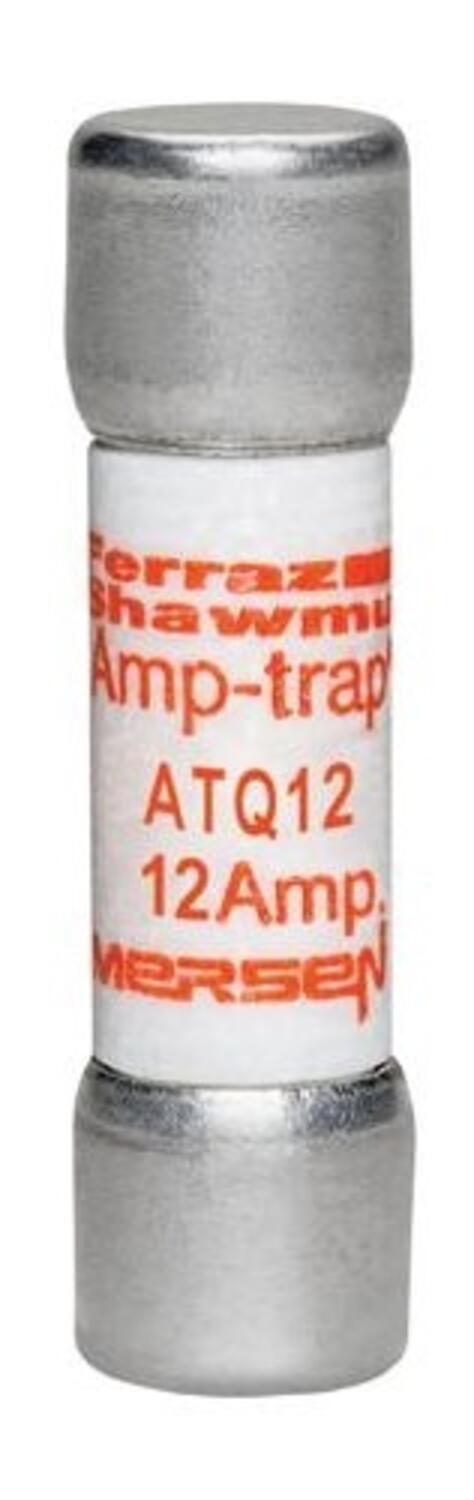 Ferraz
Shawmu
Amp-trap
ATQ12
12Amp.
MERSEN